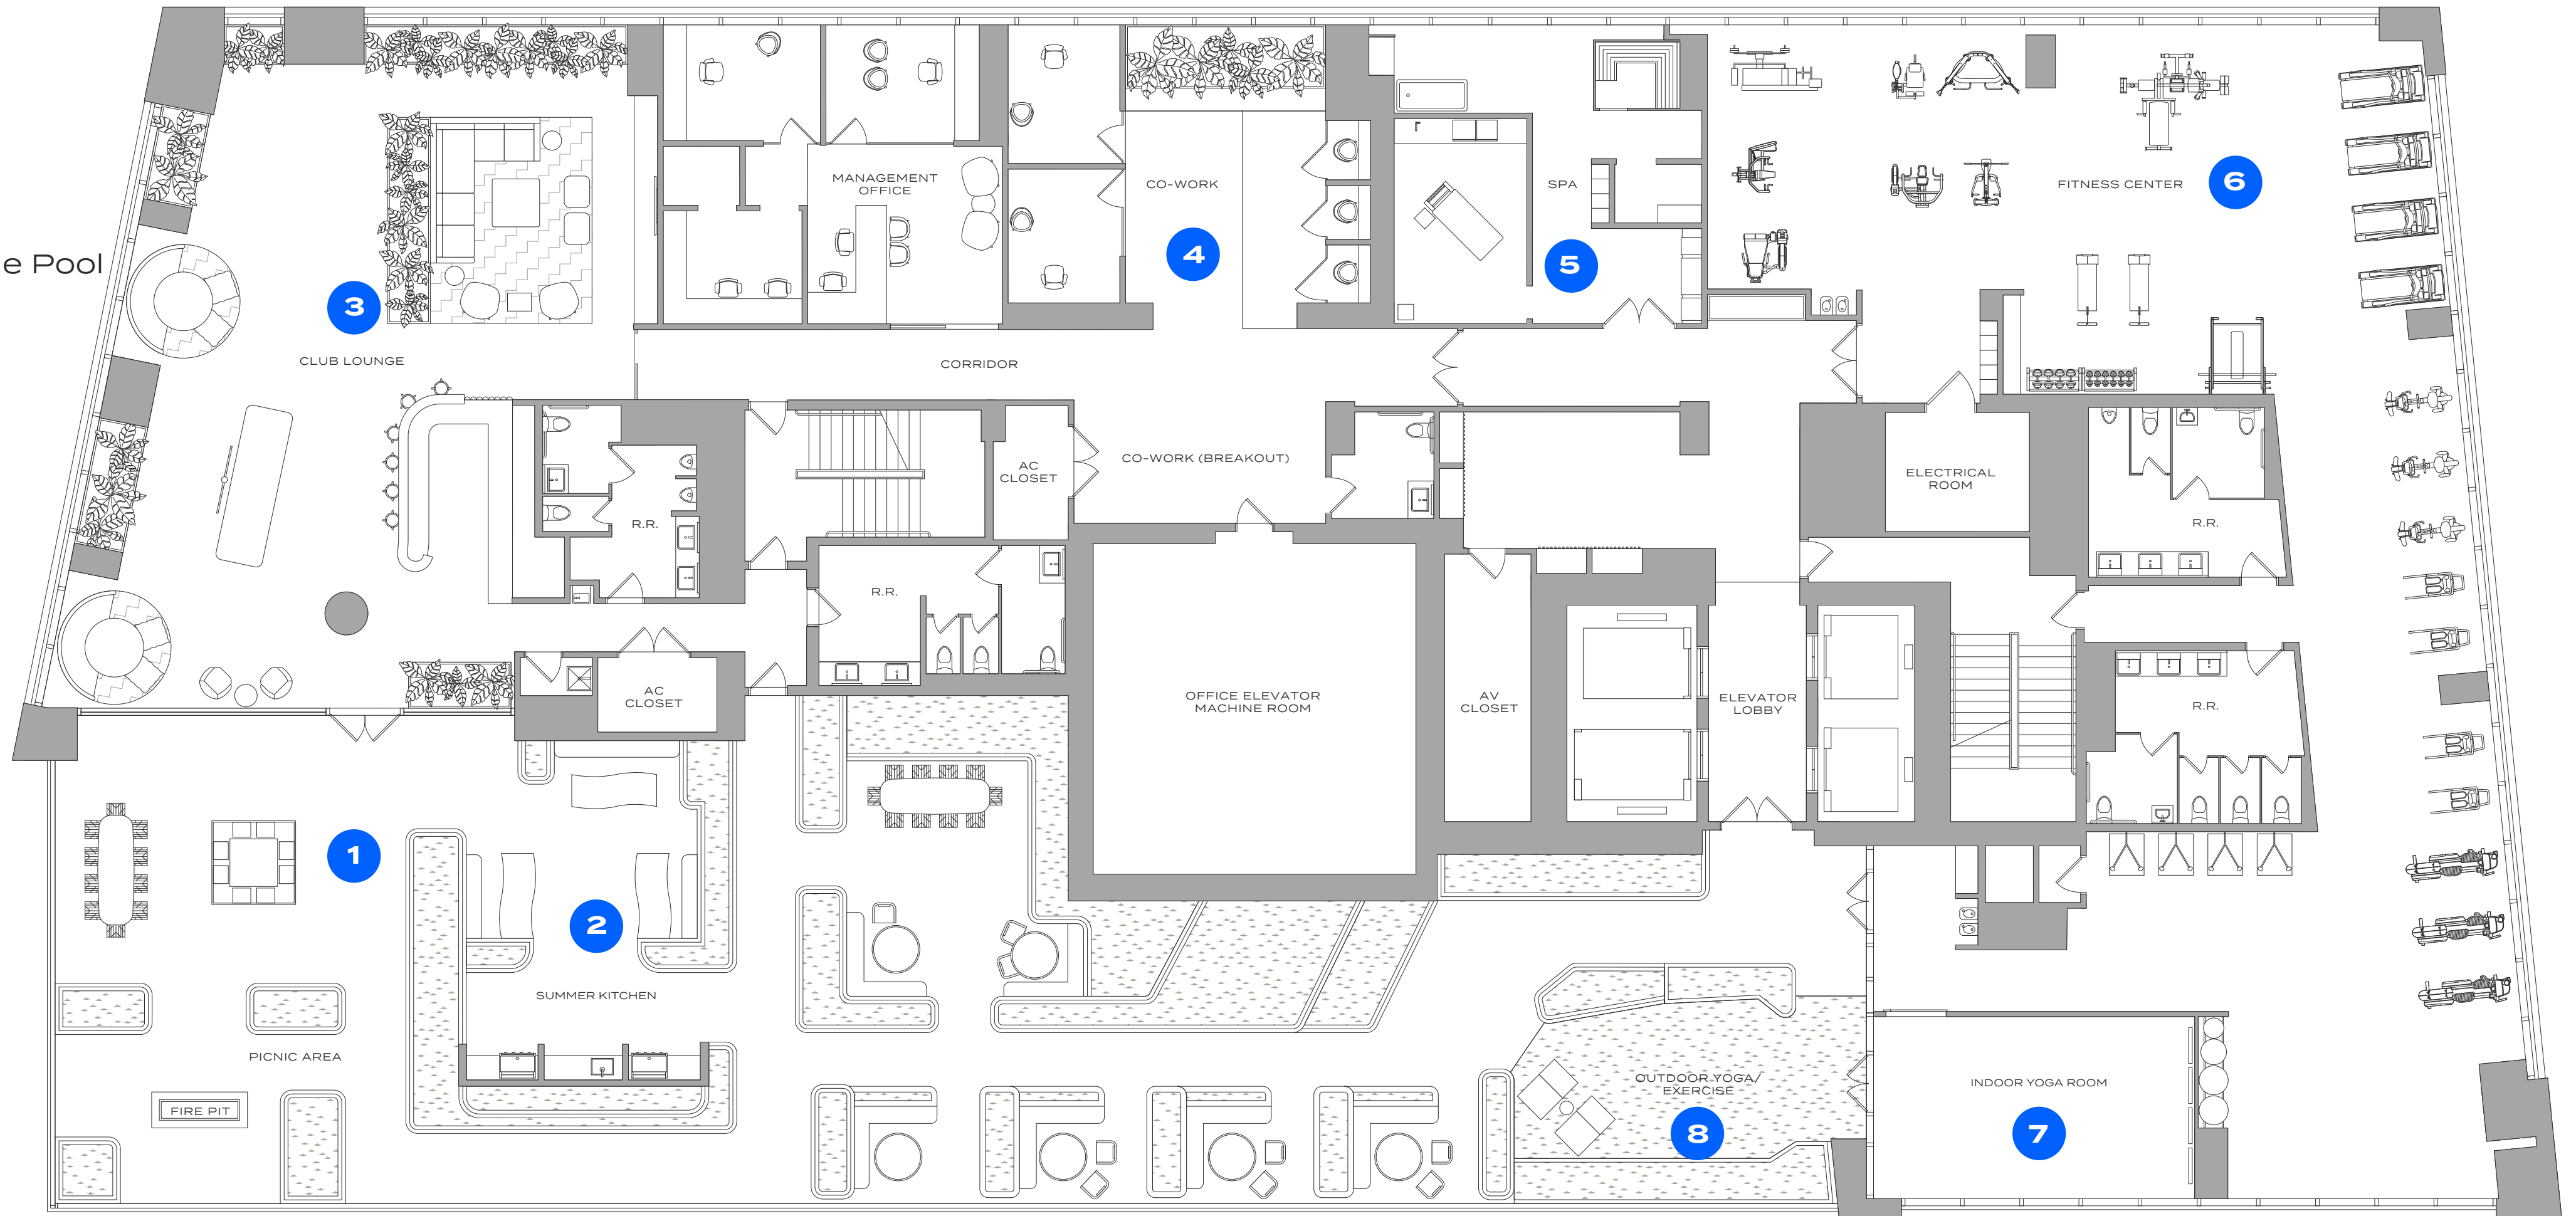 e Pool
MANAGEMENT
OFFICE
CO-WORK
4
SPA
5
FITNESS CENTER
6
3
CLUB LOUNGE
CORRIDOR
AC
CLOSET
CO-WORK (BREAKOUT)
ELECTRICAL
ROOM
R.R.
R.R.
R.R.
AC
CLOSET
OFFICE ELEVATOR
MACHINE ROOM
AV
CLOSET
ELEVATOR
LOBBY
R.R.
1
2
SUMMER KITCHEN
PICNIC AREA
FIRE PIT
OUTDOOR YOGA/
EXERCISE
8
INDOOR YOGA ROOM
7